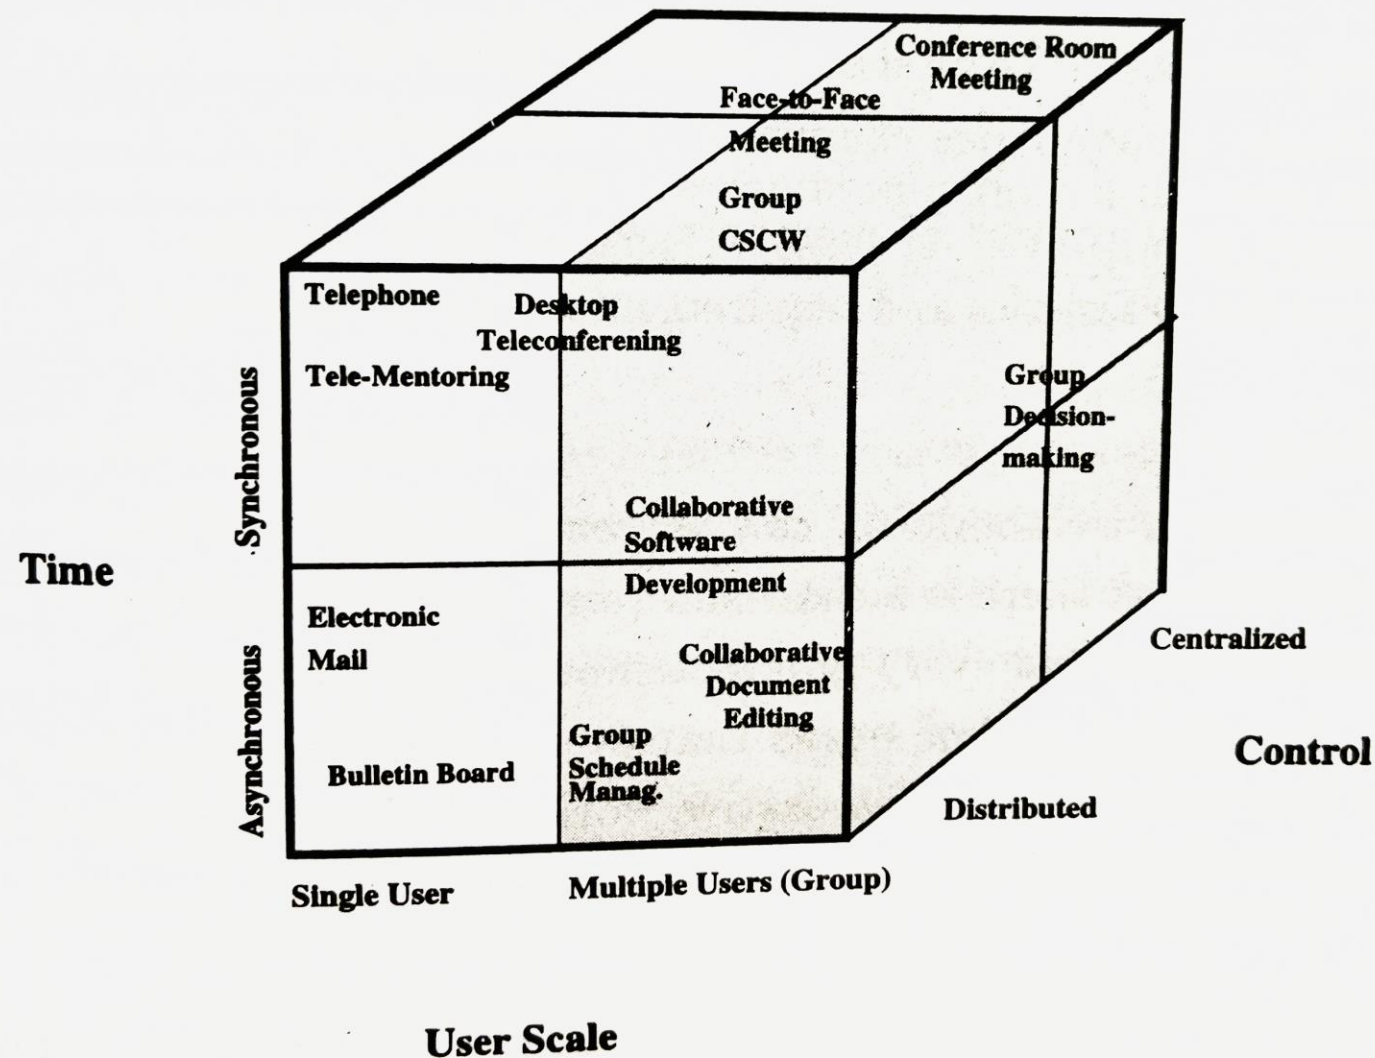 Conference Room
Meeting
Face-to-Face
Meeting
Group
CSCW
Telephone
Desktop
Teleconferening
Tele-Mentoring
Synchronous
Group
Decision-
making
Collaborative
Software
Development
Time
Electronic
Mail
Collaborative
Document
Editing
Asynchronous
Group
Schedule
Manag.
Bulletin Board
Centralized
Control
Distributed
Single User
Multiple Users (Group)
User Scale